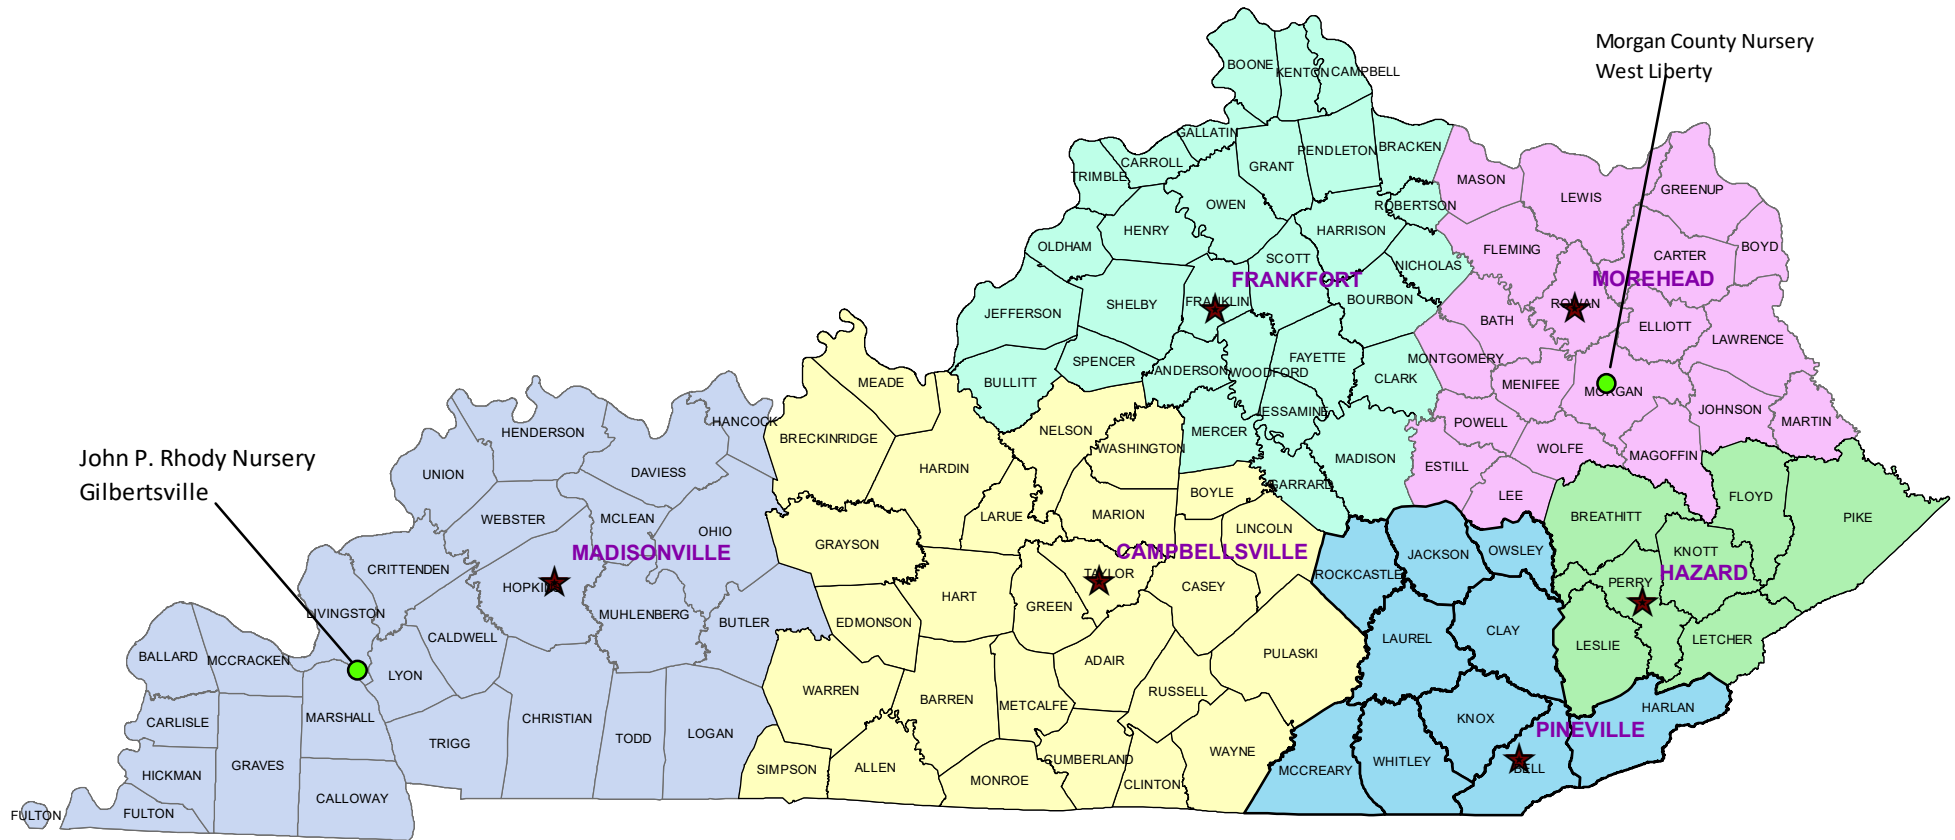 Morgan County Nursery
West Liberty
BOONE
KENTON
CAMPBELL
GALLATIN
CARROLL
TRIMBLE
GRANT
PENDLETON
BRACKEN
MASON
LEWIS
GREENUP
OWEN
ROBERTSON
HENRY
HARRISON
OLDHAM
FLEMING
CARTER
BOYD
SCOTT
NICHOLAS
FRANKFORT
MOREHEAD
SHELBY
FRANKLIN
BOURBON
ROWAN
JEFFERSON
BATH
ELLIOTT
LAWRENCE
SPENCER
FAYETTE
MONTGOMERY
ANDERSON
WOODFORD
CLARK
MENIFEE
MORGAN
BULLITT
MEADE
JESSAMINE
JOHNSON
MARTIN
HANCOCK
POWELL
HENDERSON
BRECKINRIDGE
NELSON
MERCER
WASHINGTON
WOLFE
MAGOFFIN
John P. Rhody Nursery
Gilbertsville
UNION
DAVIESS
HARDIN
MADISON
ESTILL
GARRARD
BOYLE
LEE
FLOYD
WEBSTER
MCLEAN
OHIO
LARUE
MARION
LINCOLN
BREATHITT
PIKE
MADISONVILLE
GRAYSON
CAMPBELLSVILLE
JACKSON
OWSLEY
KNOTT
CRITTENDEN
TAYLOR
ROCKCASTLE
HAZARD
HOPKINS
CASEY
PERRY
HART
GREEN
LIVINGSTON
MUHLENBERG
BUTLER
EDMONSON
CALDWELL
LAUREL
CLAY
LESLIE
LETCHER
BALLARD
MCCRACKEN
ADAIR
PULASKI
LYON
WARREN
BARREN
METCALFE
RUSSELL
CARLISLE
MARSHALL
CHRISTIAN
KNOX
HARLAN
TRIGG
TODD
LOGAN
PINEVILLE
WAYNE
HICKMAN
GRAVES
SIMPSON
ALLEN
MONROE
CUMBERLAND
CLINTON
MCCREARY
WHITLEY
BELL
CALLOWAY
FULTON
FULTON